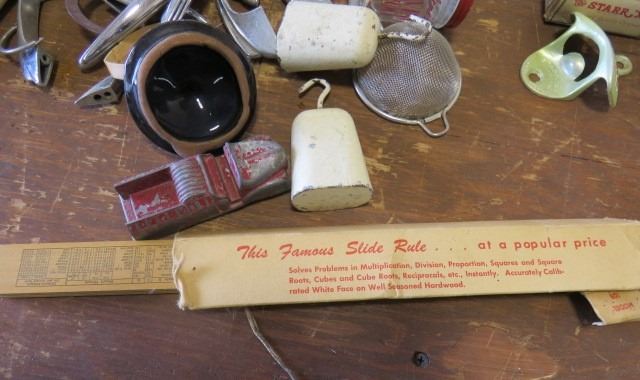 STARR
This Famous Slide Rule .... at a popular price
Solves Problems in Multiplication, Division, Proportion, Squares and Square
Roots, Cubes and Cube Roots, Reciprocals, etc., Instantly. Accurately Calib-
rated White Face on Well Seasoned Hardwood.